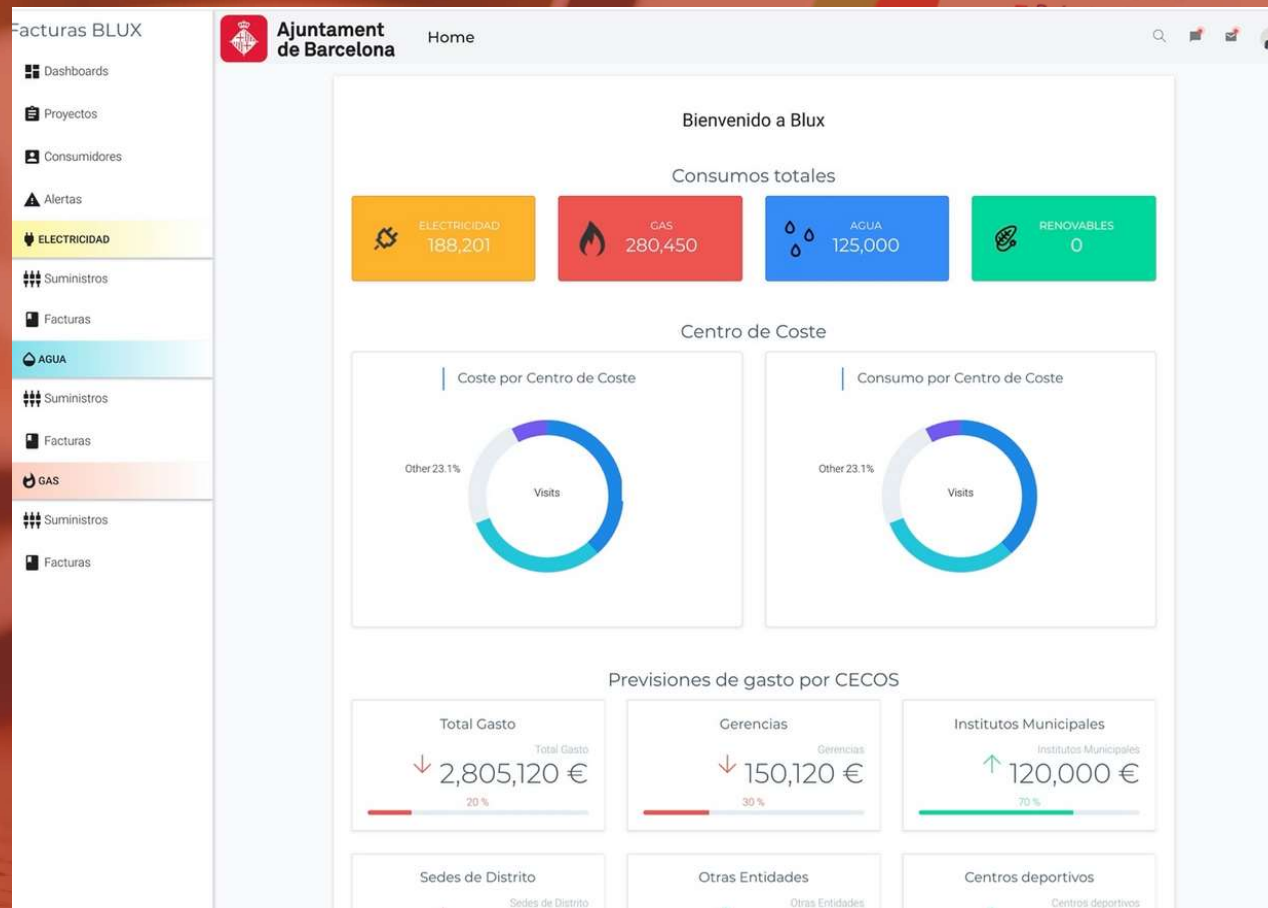 Facturas BLUX
Dashboards
Proyectos
Consumidores
Alertas
ELECTRICIDAD
Suministros
Facturas
AGUA
Suministros
Facturas
GAS
Suministros
Facturas
Ajuntament
de Barcelona
Home
Bienvenido a Blux
Consumos totales
ELECTRICIDAD
188,201
GAS
280,450
AGUA
125,000
RENOVABLES
0
Centro de Coste
Coste por Centro de Coste
Other 23.1%
Visits
Consumo por Centro de Coste
Other 23.1%
Visits
Previsiones de gasto por CECOS
Total Gasto
Total Gasto
2,805,120 €
20 %
Gerencias
Gerencias
150,120 €
30 %
Institutos Municipales
Institutos Municipales
120,000 €
70 %
Sedes de Distrito
Sedes de Distrito
Otras Entidades
Otras Entidades
Centros deportivos
Centros deportivos